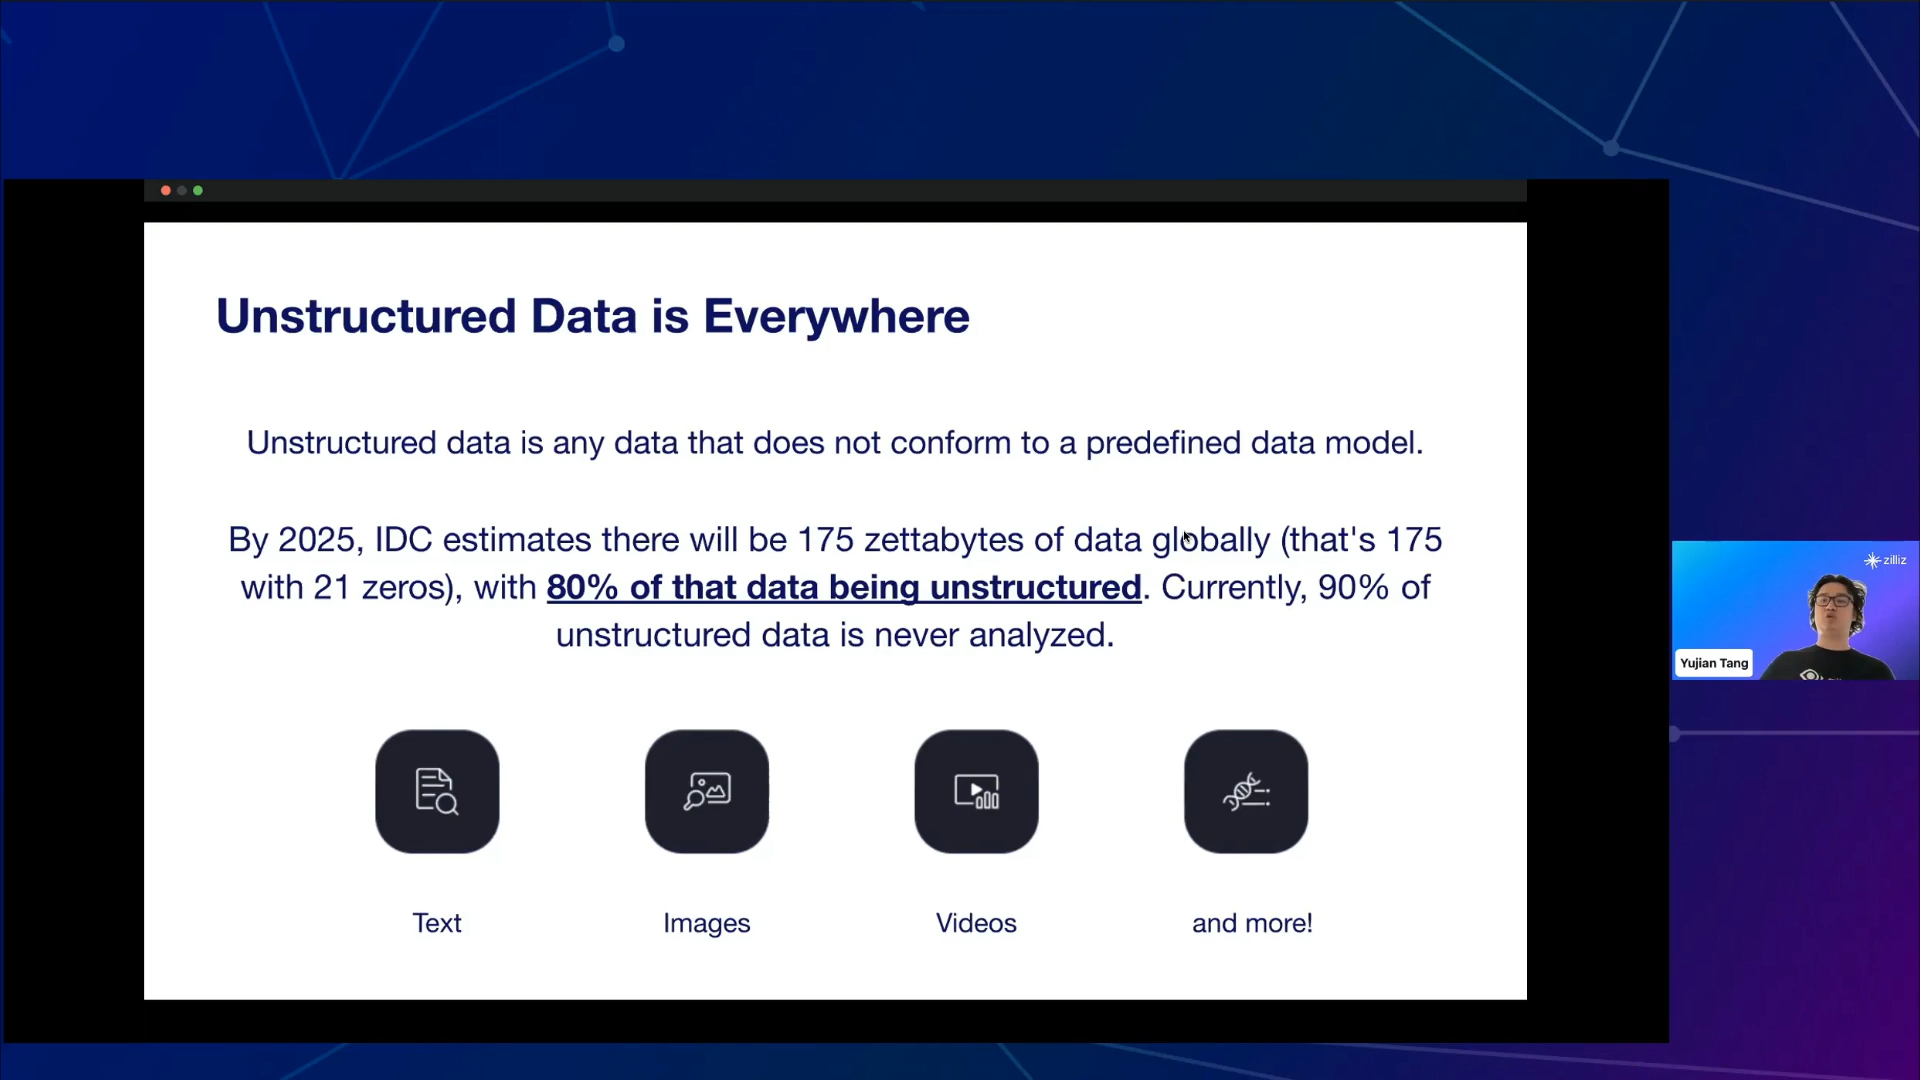 Unstructured Data is Everywhere
Unstructured data is any data that does not conform to a predefined data model.
By 2025, IDC estimates there will be 175 zettabytes of data globally (that's 175
with 21 zeros), with 80% of that data being unstructured. Currently, 90% of
unstructured data is never analyzed.
Text
Images
Videos
and more!
zilliz
Yujian Tang